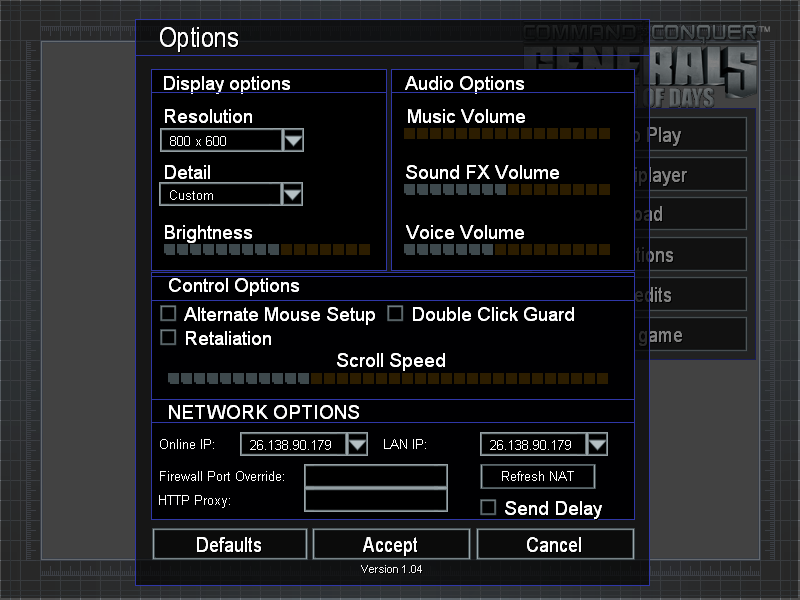 Options
COMMAND & CONQUER™
GENERALS
OF DAYS
Display options
Resolution
800 x 600
Detail
Custom
Brightness
Audio Options
Music Volume
Sound FX Volume
Voice Volume
Play
player
oad
tions
edits
game
Control Options
Alternate Mouse Setup
Double Click Guard
Retaliation
Scroll Speed
NETWORK OPTIONS
Online IP: 26.138.90.179 LAN IP: 26.138.90.179
Firewall Port Override: Refresh NAT
HTTP Proxy:
Send Delay
Defaults Accept Cancel
Version 1.04